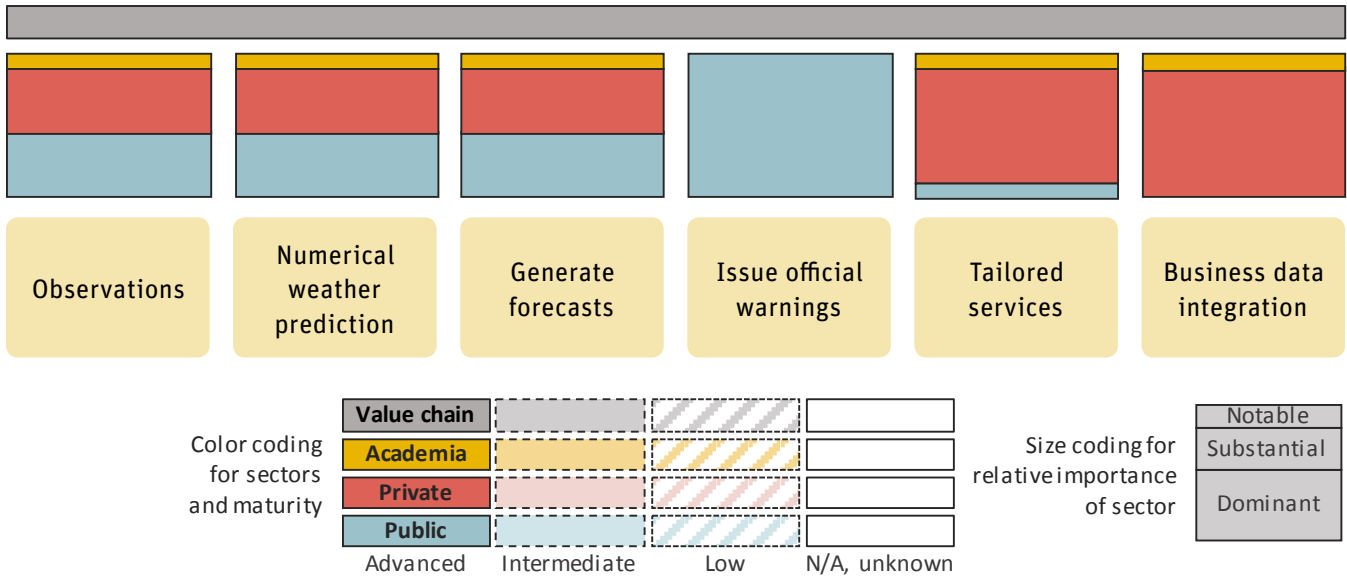 Observations
Numerical
weather
prediction
Generate
forecasts
Issue official
warnings
Tailored
services
Business data
integration
Color coding
for sectors
and maturity
Value chain
Academia
Private
Public
Advanced
Intermediate
Low
N/A, unknown
Size coding for
relative importance
of sector
Notable
Substantial
Dominant